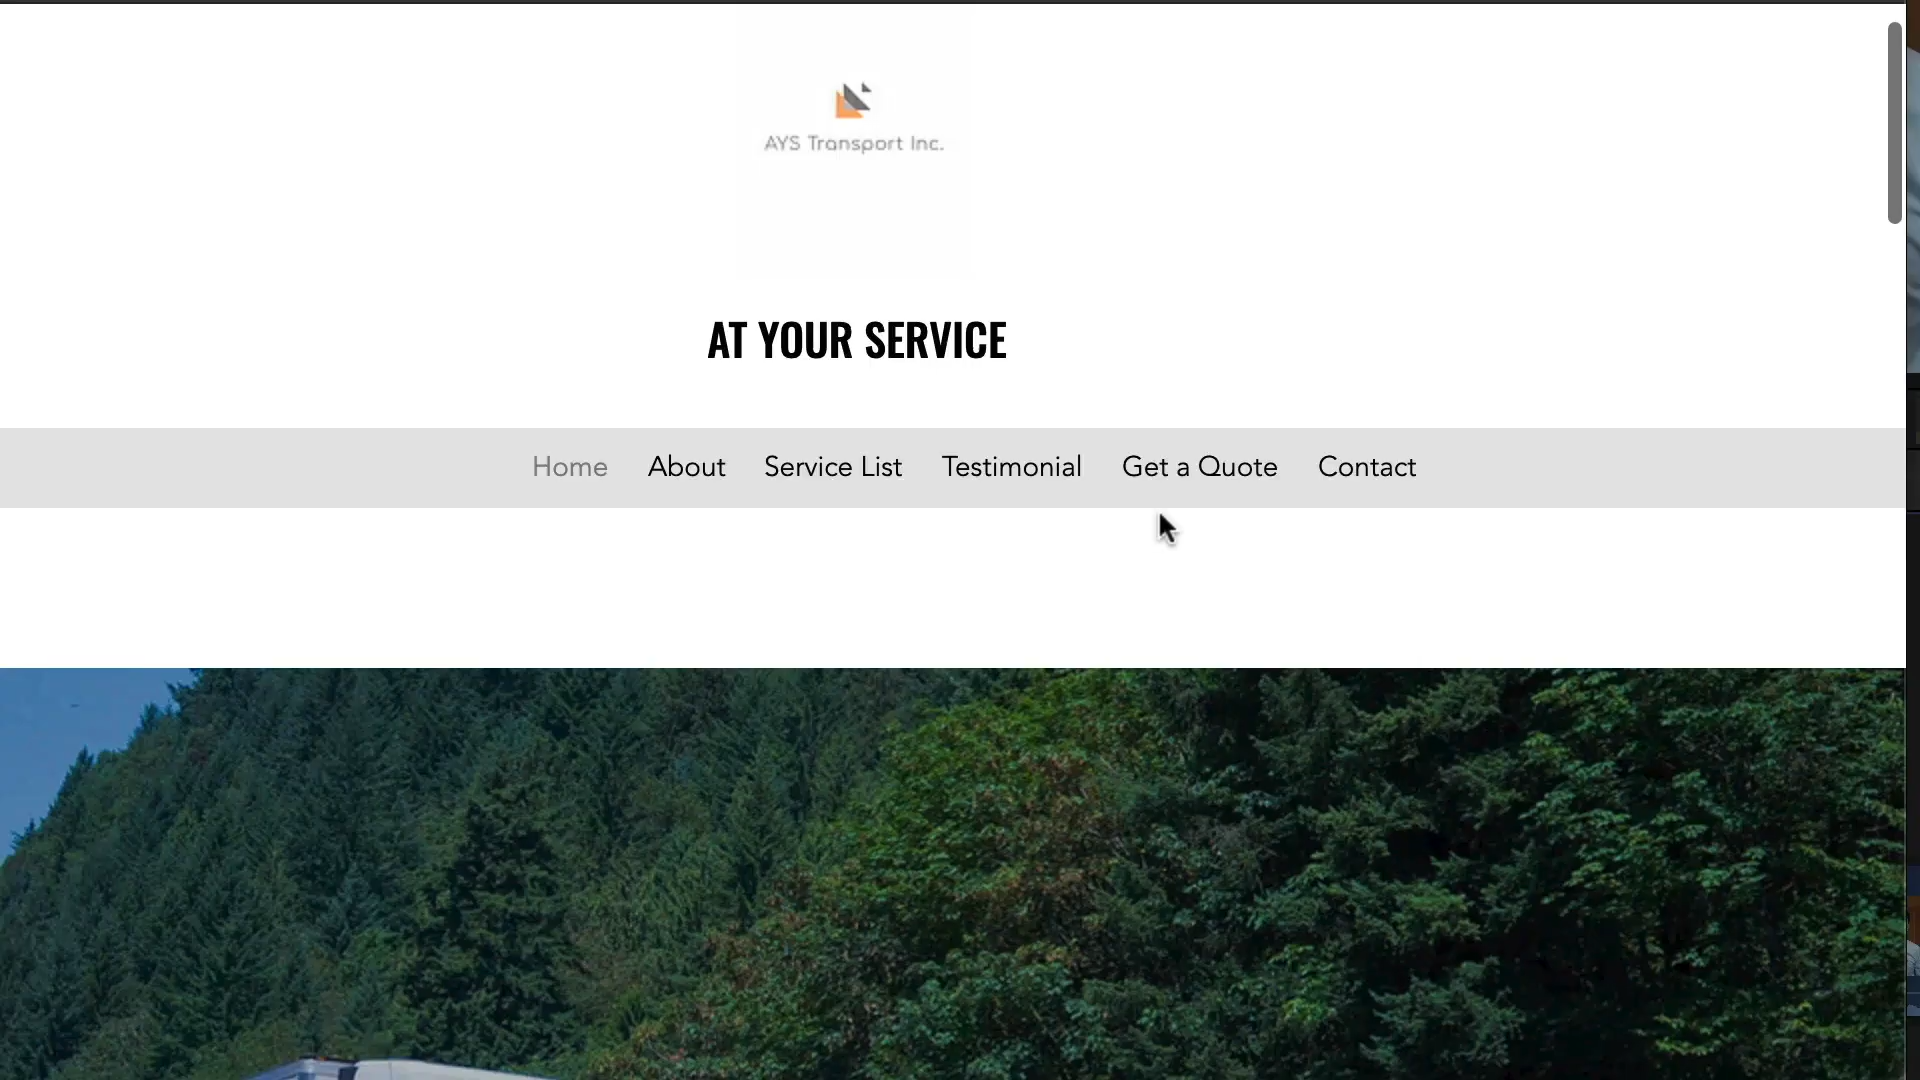 AYS Transport Inc.
AT YOUR SERVICE
Home About Service List Testimonial Get a Quote Contact